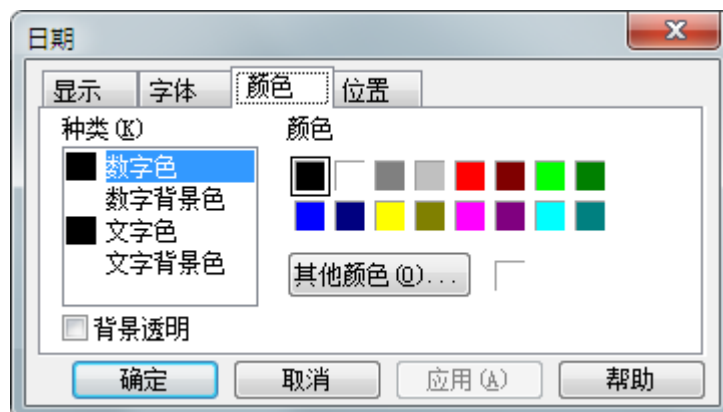 日期
显示 字体 颜色 位置
种类(K) 颜色
数字色
数字背景色
文字色
文字背景色
其他颜色(O)...
背景透明
确定 取消 应用(A) 帮助